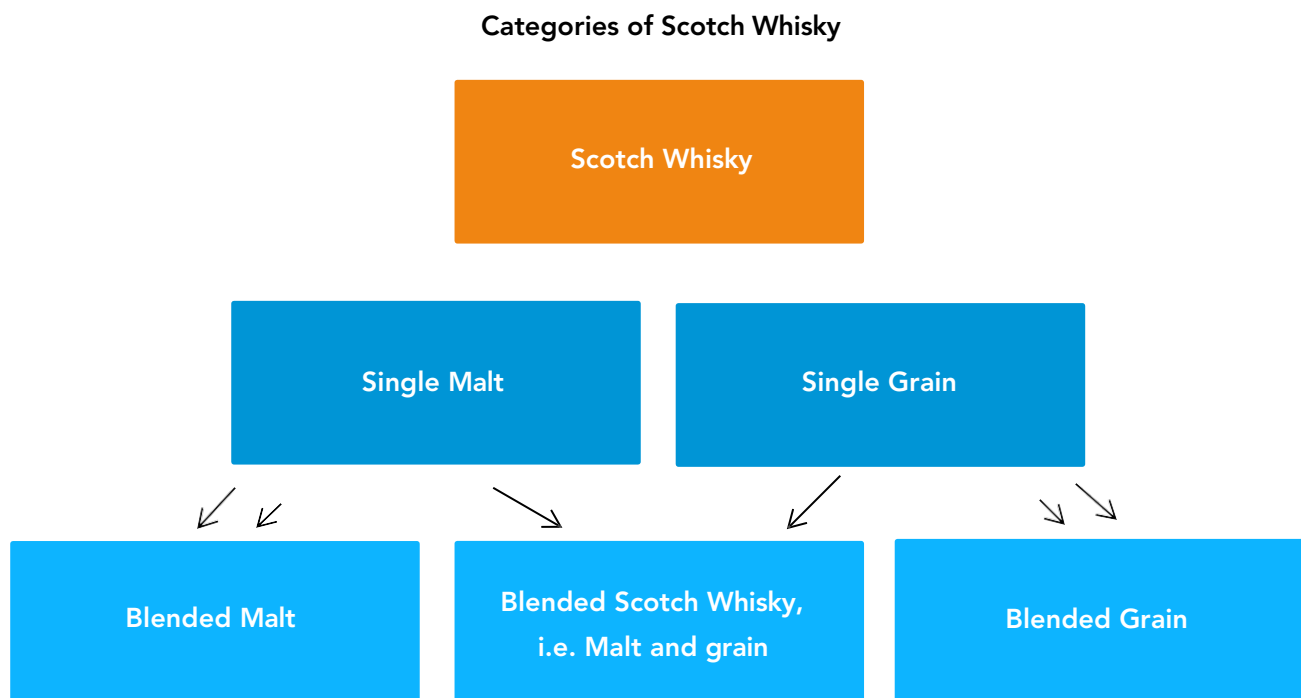 Categories of Scotch Whisky
Scotch Whisky
Single Malt
Single Grain
Blended Malt
Blended Scotch Whisky,
i.e. Malt and grain
Blended Grain